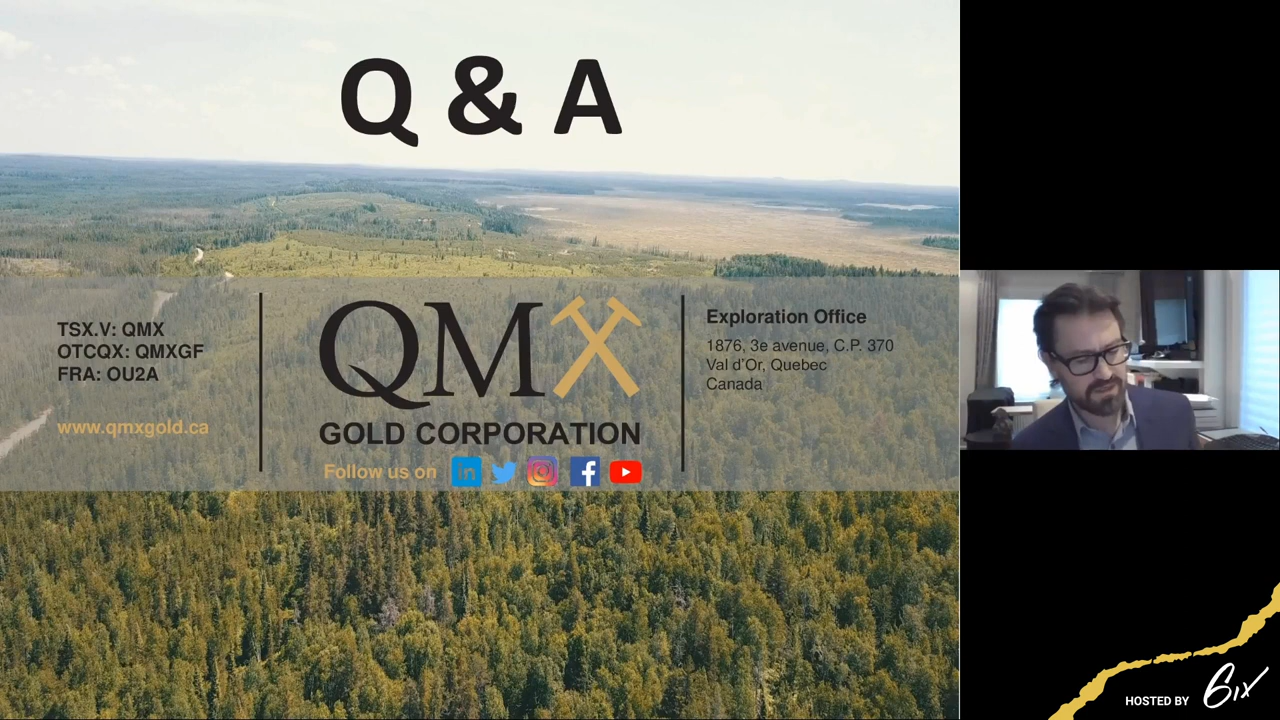 Q & A
TSX.V: QMX
OTCQX: QMXGF
FRA: OU2A
www.qmxgold.ca
QMX
GOLD CORPORATION
Follow us on
in
Exploration Office
1876, 3e avenue, C.P. 370
Val d'Or, Quebec
Canada
HOSTED BY 6ix